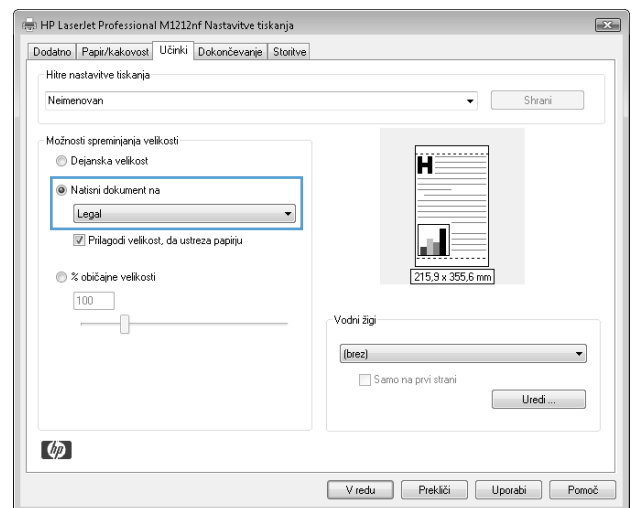 HP LaserJet Professional M1212nf Nastavitve tiskanja
Dodatno Papir/kakovost Učinki Dokončevanje Storitve
Hitre nastavitve tiskanja
Neimenovan
Shrani
Možnosti spreminjanja velikosti
Dejanska velikost
Natisni dokument na
Legal
Prilagodi velikost, da ustreza papirju
% običajne velikosti
100
H
215,9 x 355,6 mm
Vodni žigi
(brez)
Samo na prvi strani
Uredi ...
hp
V redu Prekliči Uporabi Pomoč